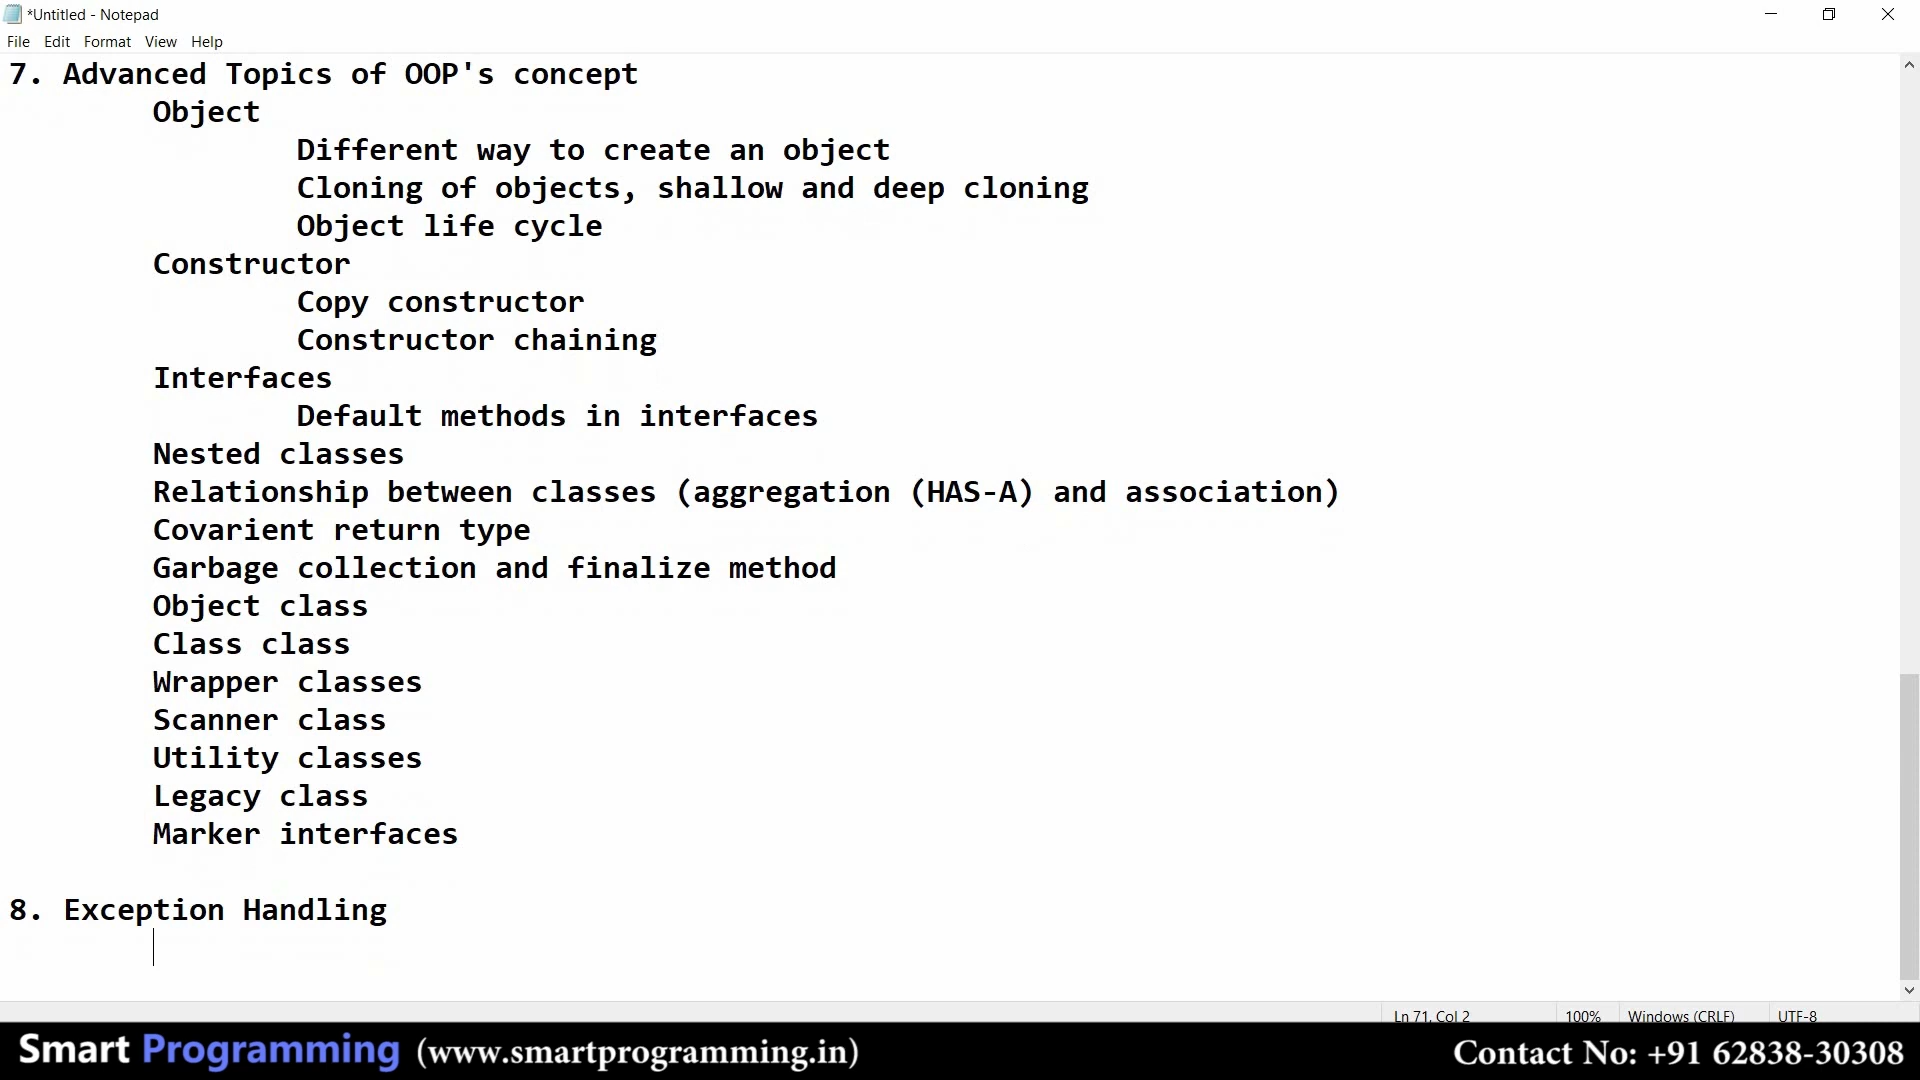 *Untitled - Notepad
File Edit Format View Help
7. Advanced Topics of OOP's concept
Object
Different way to create an object
Cloning of objects, shallow and deep cloning
Object life cycle
Constructor
Copy constructor
Constructor chaining
Interfaces
Default methods in interfaces
Nested classes
Relationship between classes (aggregation (HAS-A) and association)
Covarient return type
Garbage collection and finalize method
Object class
Class class
Wrapper classes
Scanner class
Utility classes
Legacy class
Marker interfaces
8. Exception Handling
Ln 71, Col 2 100% Windows (CRLF) UTF-8
Smart Programming (www.smartprogramming.in) Contact No: +91 62838-30308